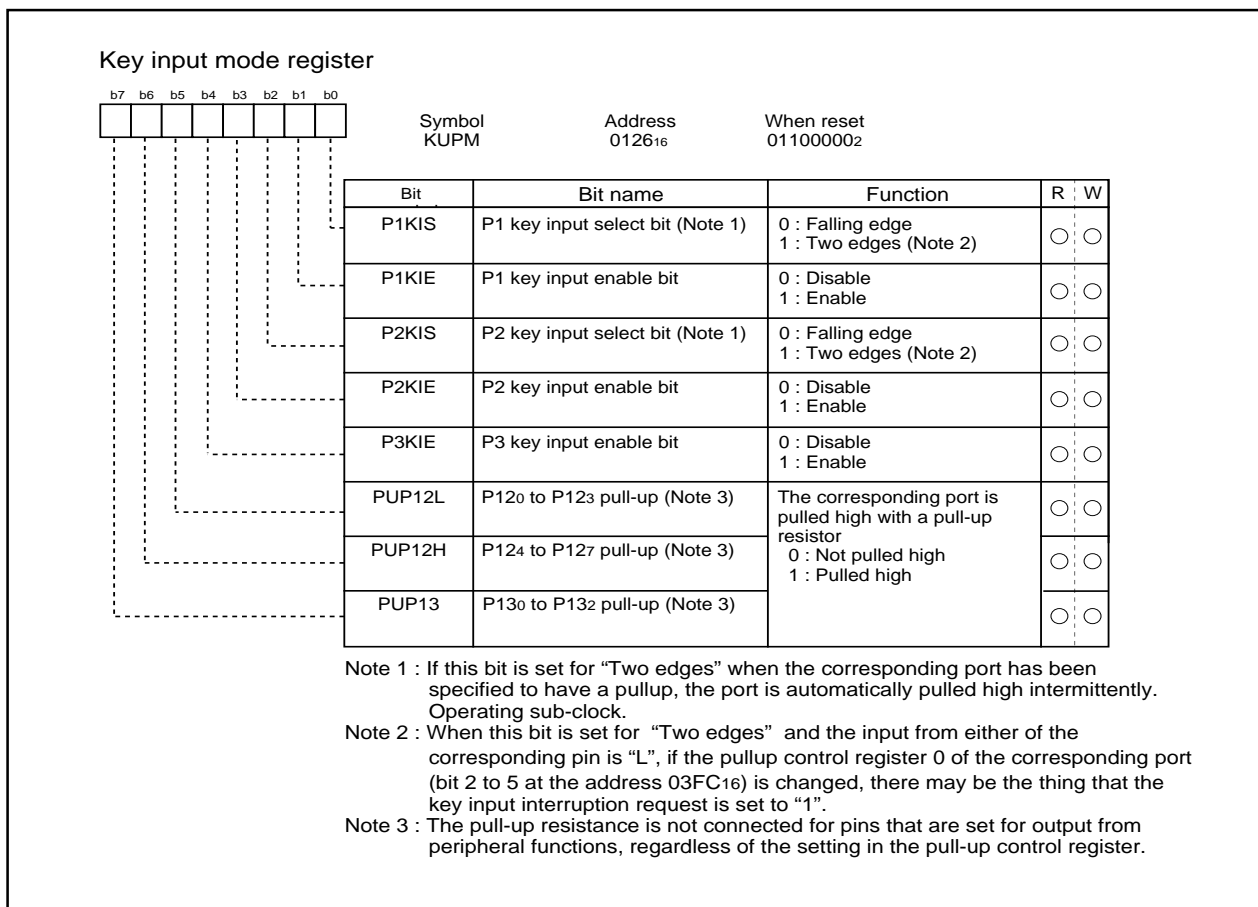 Key input mode register
b7 b6 b5 b4 b3 b2 b1 b0
Symbol Address When reset
KUPM 012616 011000002
Bit Bit name Function R W
P1KIS P1 key input select bit (Note 1) 0 : Falling edge
1 : Two edges (Note 2)
P1KIE P1 key input enable bit 0 : Disable
1 : Enable
P2KIS P2 key input select bit (Note 1) 0 : Falling edge
1 : Two edges (Note 2)
P2KIE P2 key input enable bit 0 : Disable
1 : Enable
P3KIE P3 key input enable bit 0 : Disable
1 : Enable
PUP12L P120 to P123 pull-up (Note 3) The corresponding port is
pulled high with a pull-up
resistor
PUP12H P124 to P127 pull-up (Note 3) 0 : Not pulled high
1 : Pulled high
PUP13 P130 to P132 pull-up (Note 3)
Note 1 : If this bit is set for “Two edges” when the corresponding port has been
specified to have a pullup, the port is automatically pulled high intermittently.
Operating sub-clock.
Note 2 : When this bit is set for “Two edges” and the input from either of the
corresponding pin is “L”, if the pullup control register 0 of the corresponding port
(bit 2 to 5 at the address 03FC16) is changed, there may be the thing that the
key input interruption request is set to “1”.
Note 3 : The pull-up resistance is not connected for pins that are set for output from
peripheral functions, regardless of the setting in the pull-up control register.